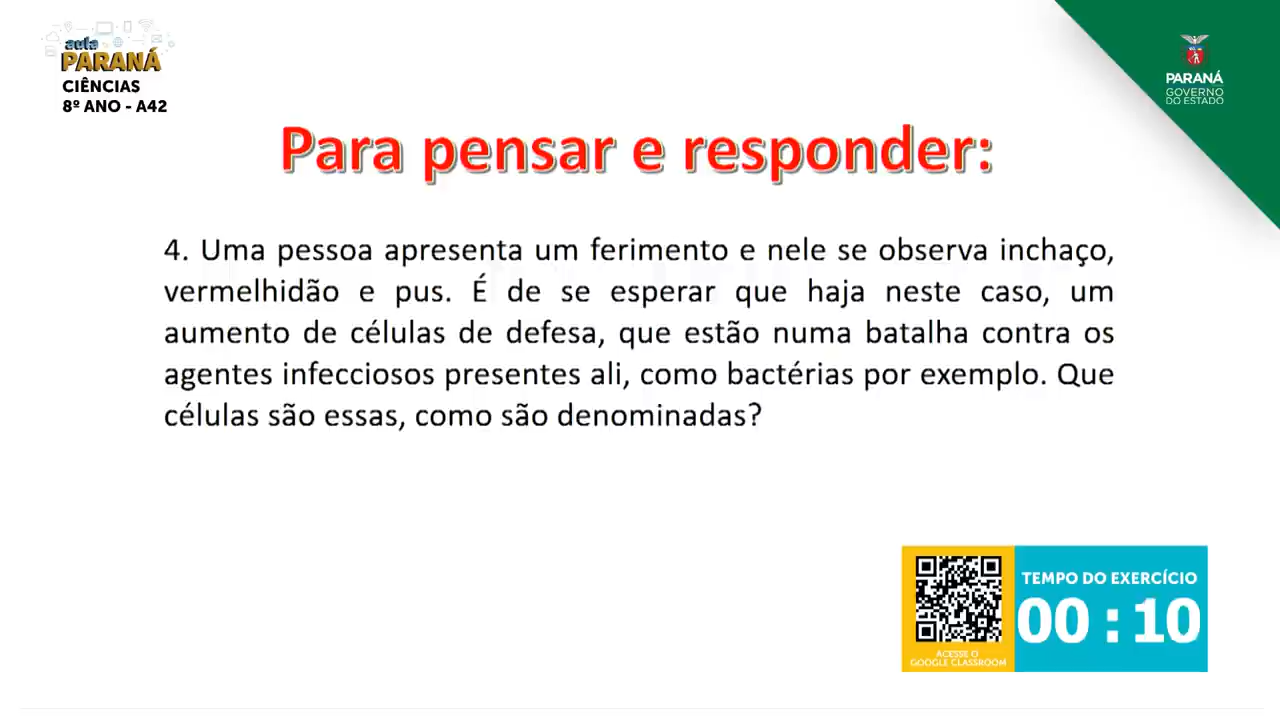 aula
PARANÁ
CIÊNCIAS
8º ANO - A42
PARANÁ
GOVERNO
DO ESTADO
Para pensar e responder:
4. Uma pessoa apresenta um ferimento e nele se observa inchaço,
vermelhidão e pus. É de se esperar que haja neste caso, um
aumento de células de defesa, que estão numa batalha contra os
agentes infecciosos presentes ali, como bactérias por exemplo. Que
células são essas, como são denominadas?
TEMPO DO EXERCÍCIO
00 : 10
ACESSE O
GOOGLE CLASSROOM